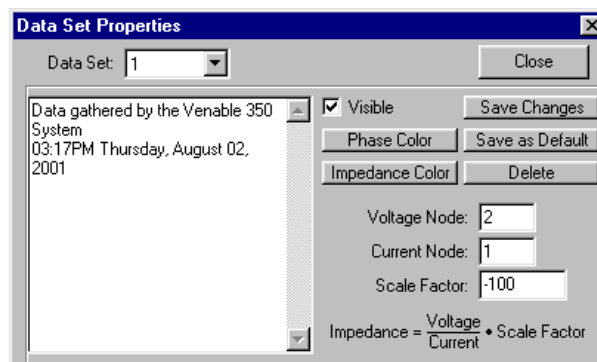 Data Set Properties
Data Set: 1
Close
Data gathered by the Venable 350
System
03:17PM Thursday, August 02,
2001
Visible
Save Changes
Phase Color
Save as Default
Impedance Color
Delete
Voltage Node: 2
Current Node: 1
Scale Factor: -100
Impedance = Voltage/Current • Scale Factor